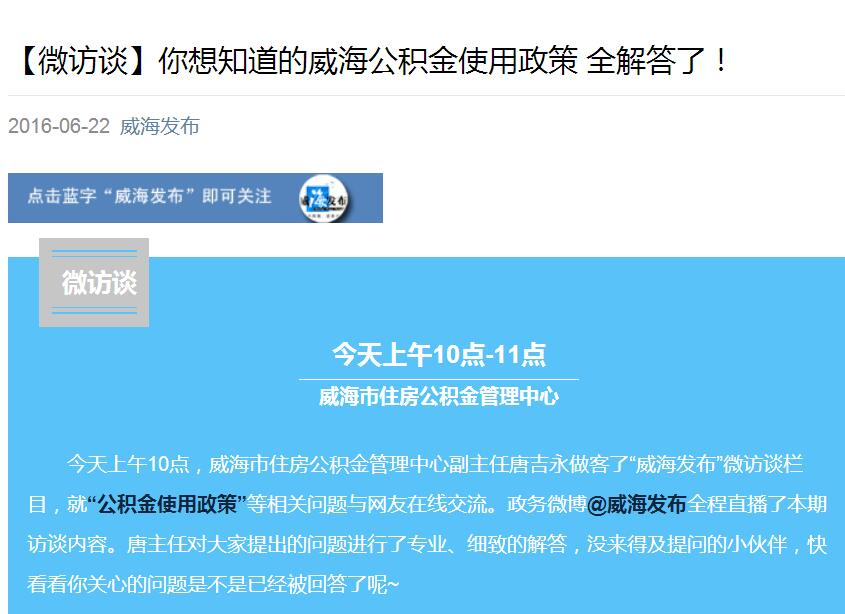 【微访谈】你想知道的威海公积金使用政策 全解答了！
2016-06-22 威海发布
点击蓝字“威海发布”即可关注
海发布
微访谈
今天上午10点-11点
威海市住房公积金管理中心
今天上午10点，威海市住房公积金管理中心副主任唐吉永做客了“威海发布”微访谈栏
目，就“公积金使用政策”等相关问题与网友在线交流。政务微博@威海发布全程直播了本期
访谈内容。唐主任对大家提出的问题进行了专业、细致的解答，没来得及提问的小伙伴，快
看看你关心的问题是不是已经被回答了呢~